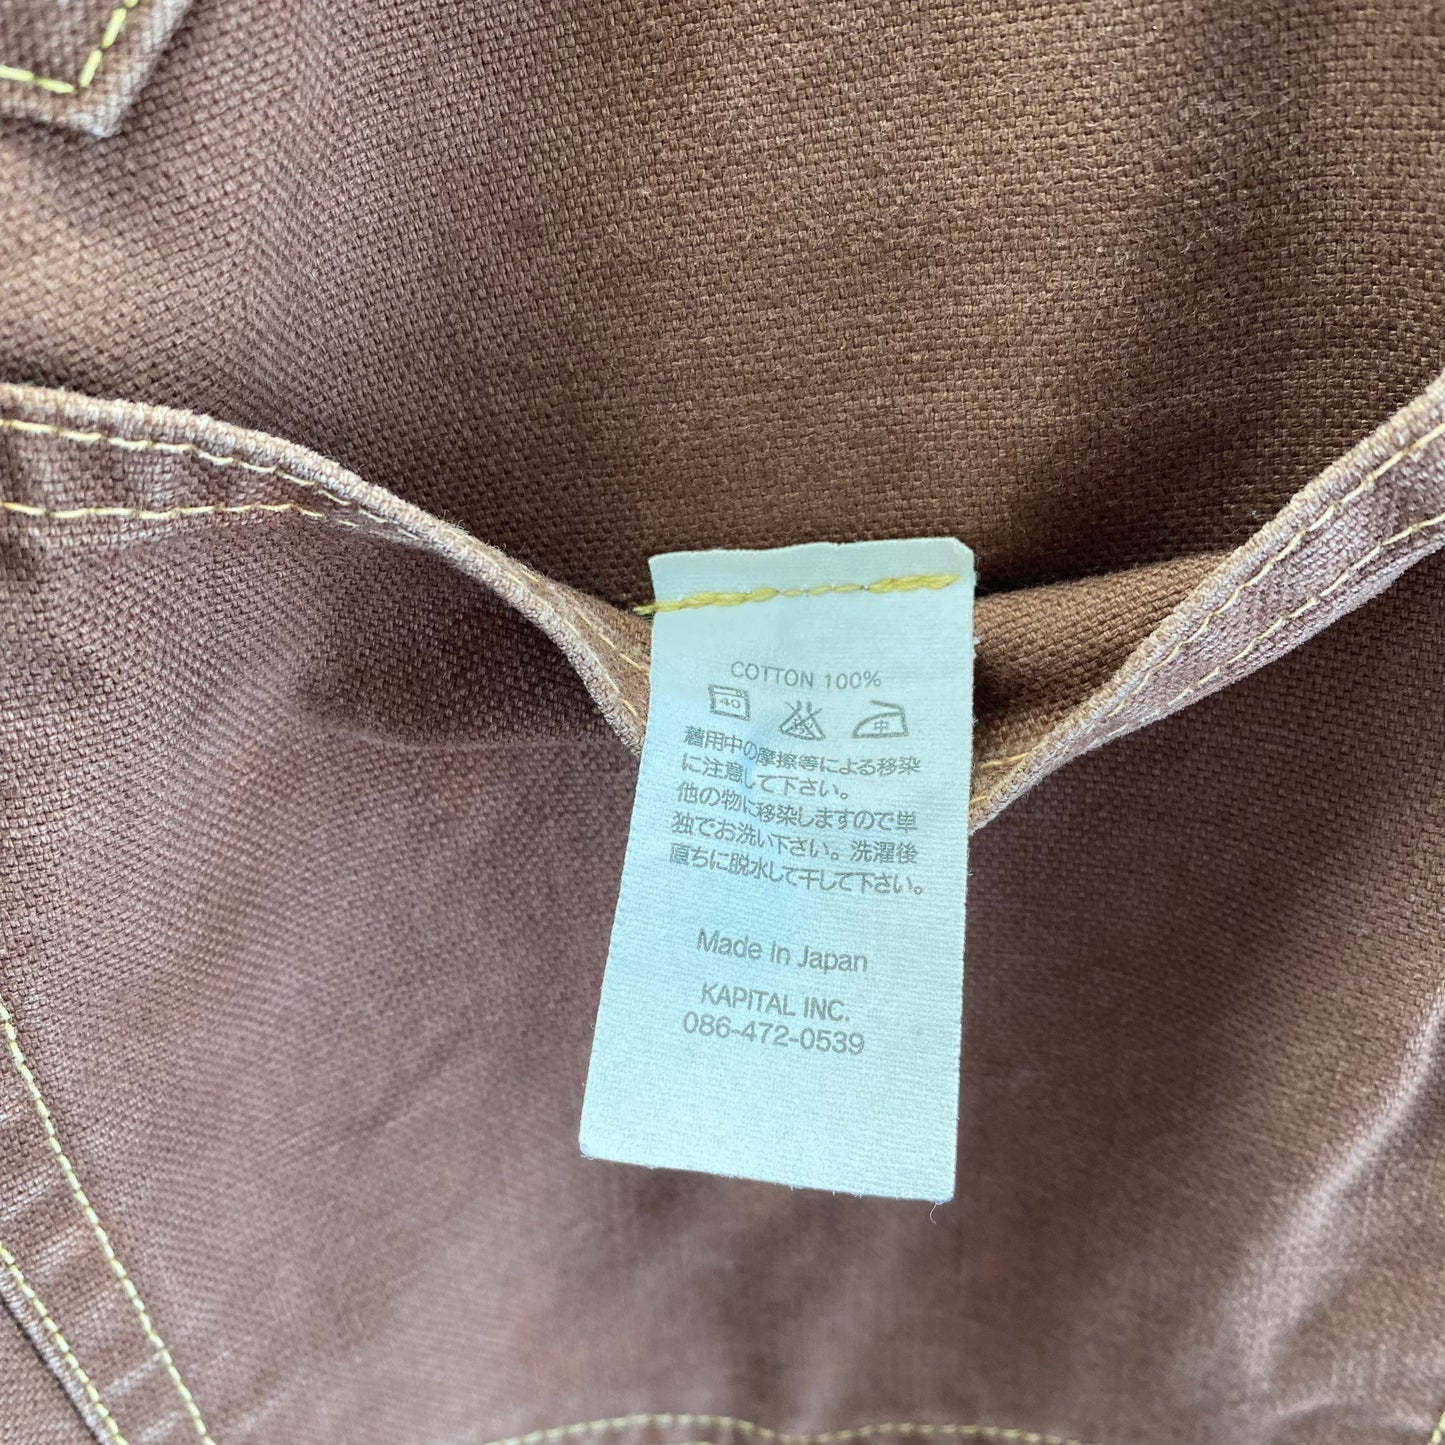 COTTON 100%
40
中
着用中の摩擦等による移染
に注意して下さい。
他の物に移染しますので単
独でお洗い下さい。洗濯後
直ちに脱水して干して下さい。
Made In Japan
KAPITAL INC.
086-472-0539